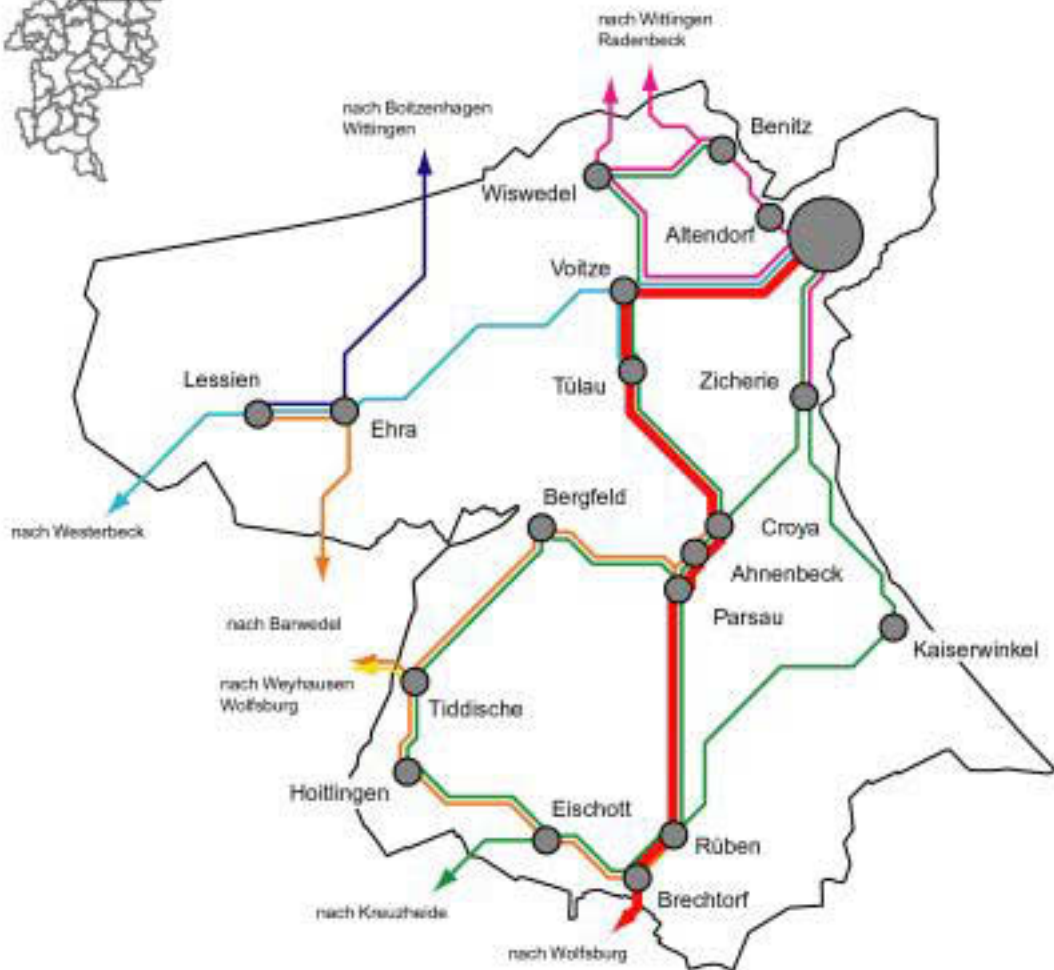 nach Wittingen
Radenbeck
nach Boitzenhagen
Wittingen
Benitz
Wiswedel
Altendorf
Voitze
Lessien
Tülau
Zicherie
Ehra
Bergfeld
nach Westerbeck
Croya
Ahnenbeck
Parsau
nach Barwedel
Kaiserwinkel
nach Weyhausen
Wolfsburg
Tiddische
Hoitlingen
Eischott
Rüben
Brechtorf
nach Kreuzheide
nach Wolfsburg